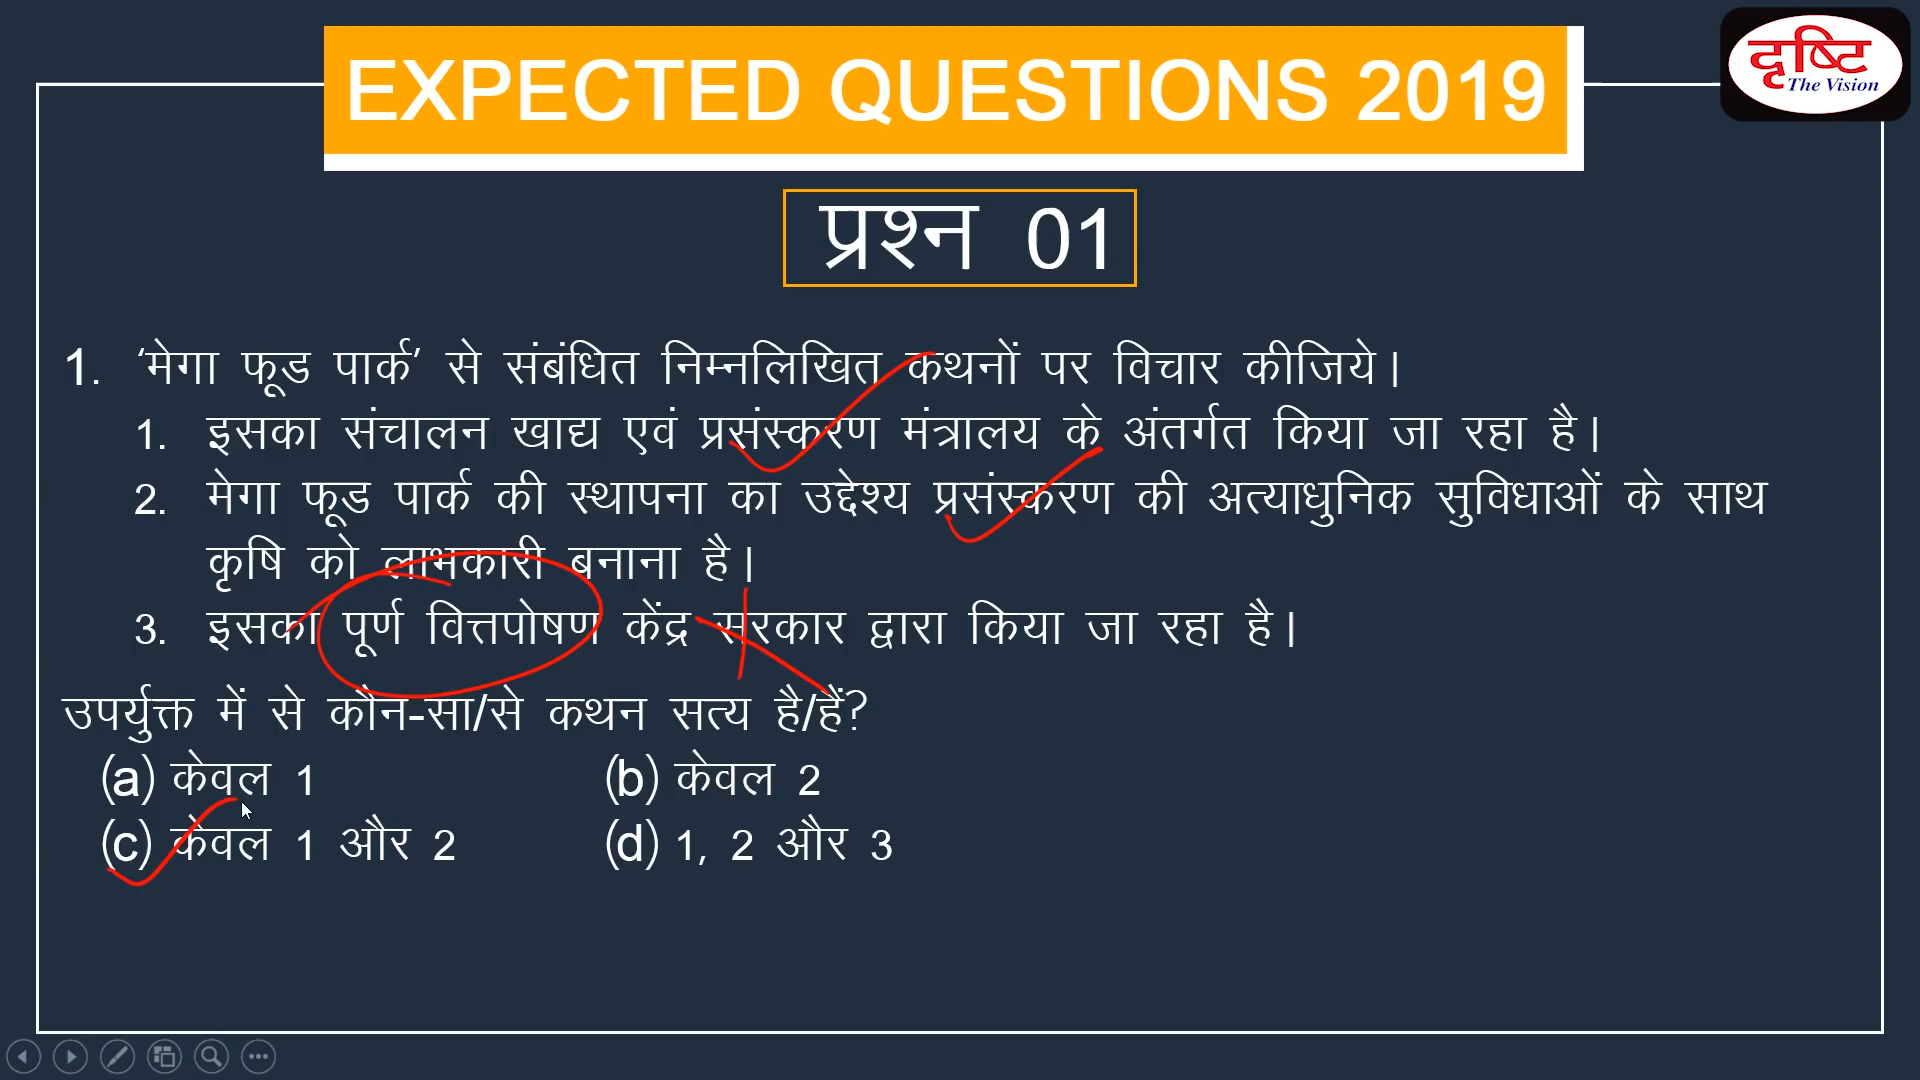 EXPECTED QUESTIONS 2019
दृष्टि
The Vision
प्रश्न 01
1. ‘मेगा फूड पार्क’ से संबंधित निम्नलिखित कथनों पर विचार कीजिये।
1. इसका संचालन खाद्य एवं प्रसंस्करण मंत्रालय के अंतर्गत किया जा रहा है।
2. मेगा फूड पार्क की स्थापना का उद्देश्य प्रसंस्करण की अत्याधुनिक सुविधाओं के साथ
कृषि को लाभकारी बनाना है।
3. इसका पूर्ण वित्तपोषण केंद्र सरकार द्वारा किया जा रहा है।
उपर्युक्त में से कौन-सा/से कथन सत्य है/हैं?
(a) केवल 1 (b) केवल 2
(c) केवल 1 और 2 (d) 1, 2 और 3